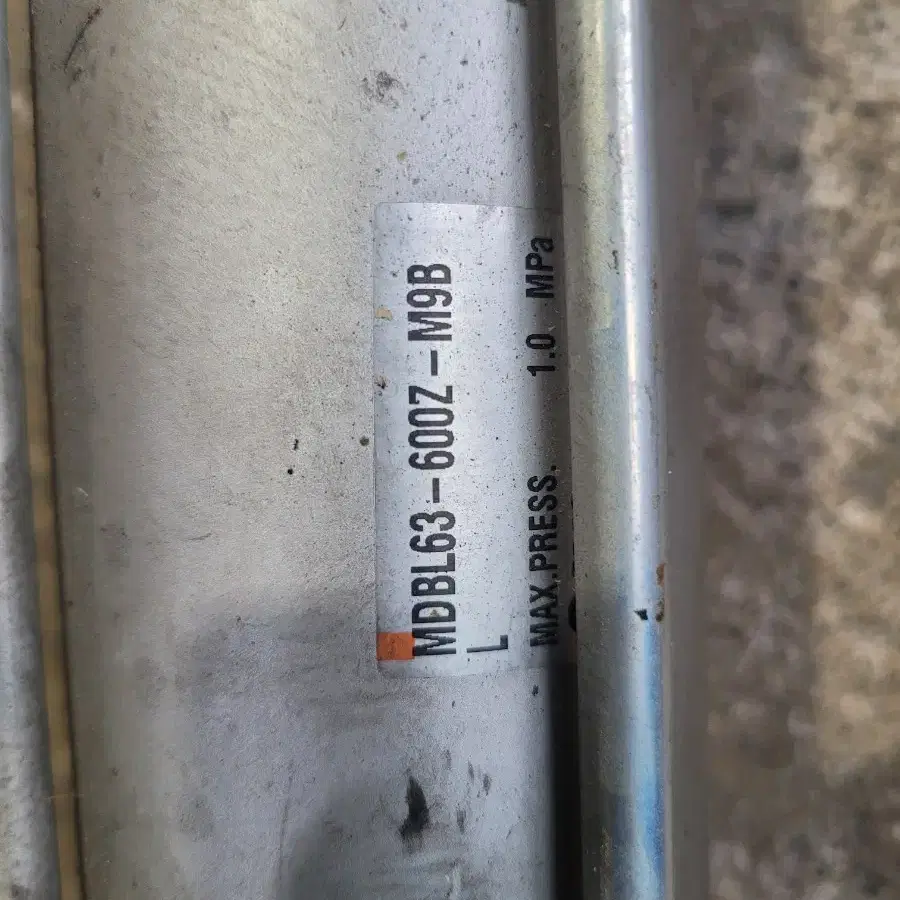 MDBL63-600Z-M9B
L
MAX.PRESS. 1.0 MPa